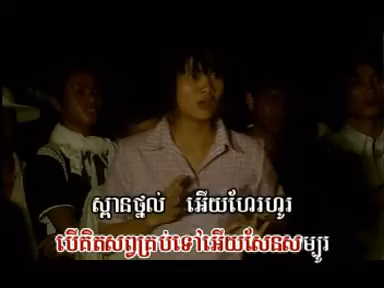 ស្ពានថ្នល់ អើយហែរហូរ
បើគិតសព្វគ្រប់ទៅអើយសែនសម្បូរ